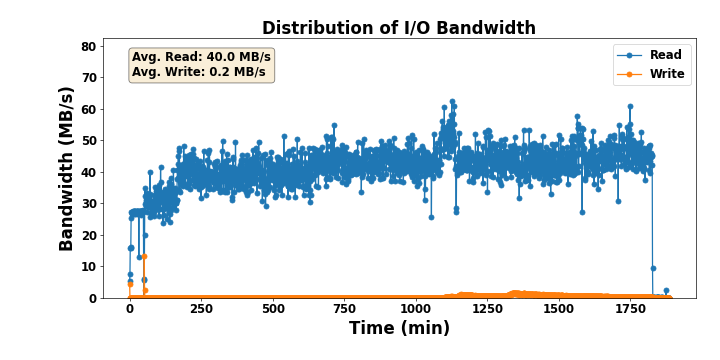 Distribution of I/O Bandwidth
Avg. Read: 40.0 MB/s
Avg. Write: 0.2 MB/s
Read
Write
Bandwidth (MB/s)
80
70
60
50
40
30
20
10
0
0 250 500 750 1000 1250 1500 1750
Time (min)